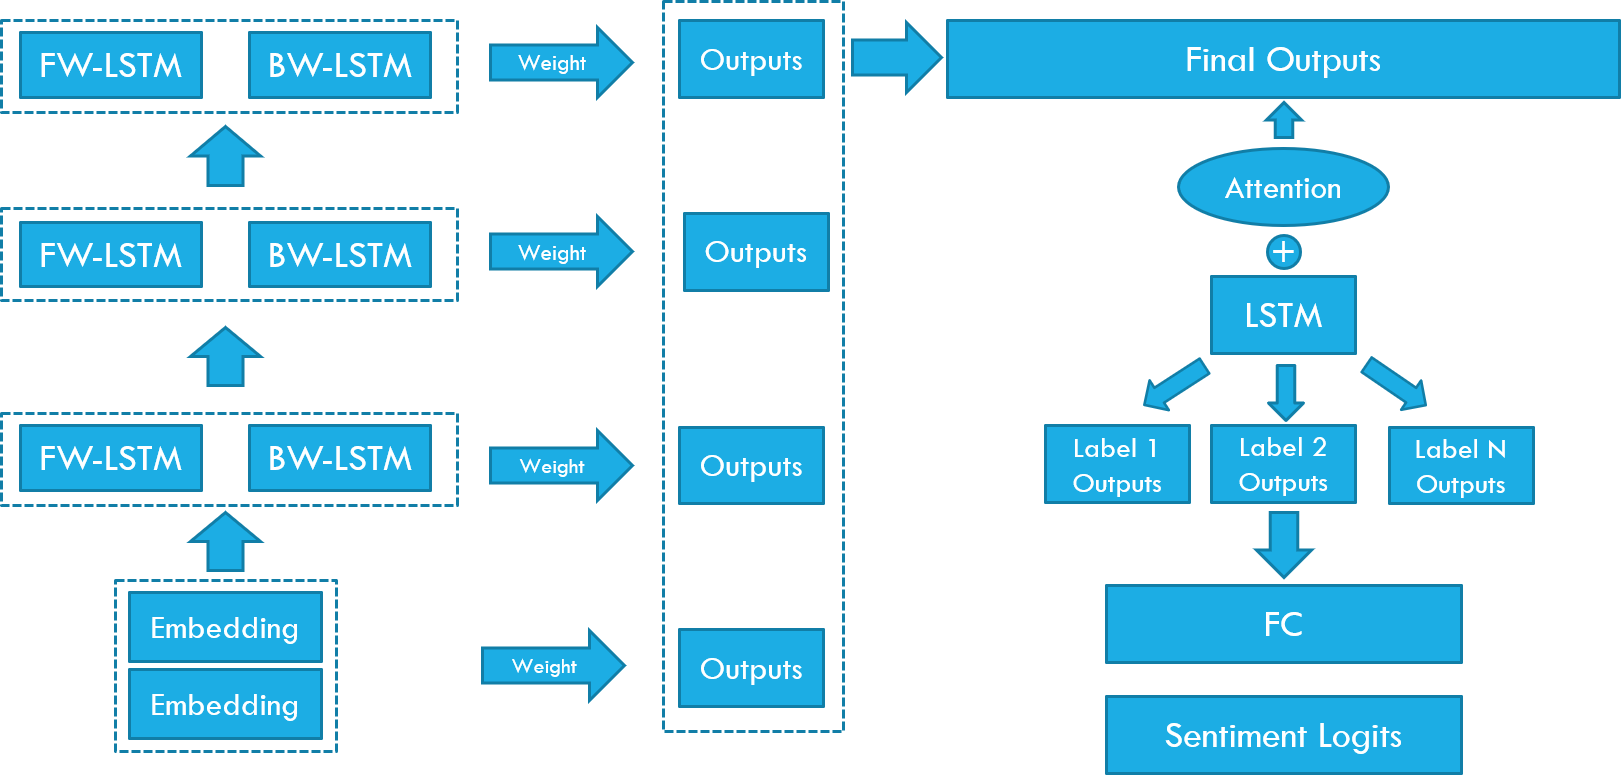 FW-LSTM
BW-LSTM
Weight
Outputs
Final Outputs
Attention
FW-LSTM
BW-LSTM
Weight
Outputs
LSTM
FW-LSTM
BW-LSTM
Weight
Outputs
Label 1
Outputs
Label 2
Outputs
Label N
Outputs
Embedding
Embedding
Weight
Outputs
FC
Sentiment Logits